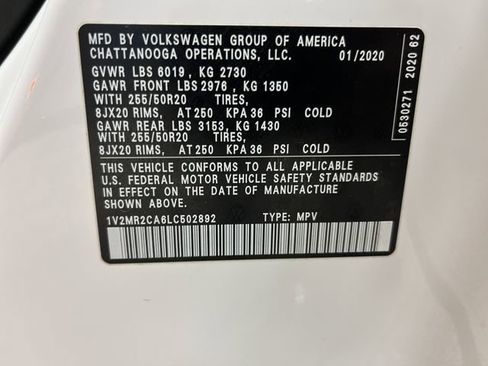 MFD BY VOLKSWAGEN GROUP OF AMERICA
CHATTANOOGA OPERATIONS, LLC. 01/2020
GVWR LBS 6019, KG 2730
GAWR FRONT LBS 2976, KG 1350
WITH 255/50R20 TIRES,
8JX20 RIMS, AT 250 KPA 36 PSI COLD
GAWR REAR LBS 3153, KG 1430
WITH 255/50R20 TIRES,
8JX20 RIMS, AT 250 KPA 36 PSI COLD
THIS VEHICLE CONFORMS TO ALL APPLICABLE
U.S. FEDERAL MOTOR VEHICLE SAFETY STANDARDS
IN EFFECT ON THE DATE OF MANUFACTURE
SHOWN ABOVE.
1V2MR2CA6LC502892 TYPE: MPV
0530271 2020 62